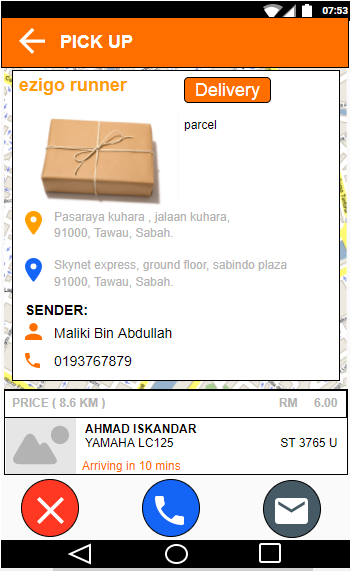 07:53
PICK UP
ezigo runner
Delivery
parcel
Pasaraya kuhara , jalaan kuhara,
91000, Tawau, Sabah.
Skynet express, ground floor, sabindo plaza
91000, Tawau, Sabah.
SENDER:
Maliki Bin Abdullah
0193767879
PRICE ( 8.6 KM ) RM 6.00
AHMAD ISKANDAR
YAMAHA LC125 ST 3765 U
Arriving in 10 mins